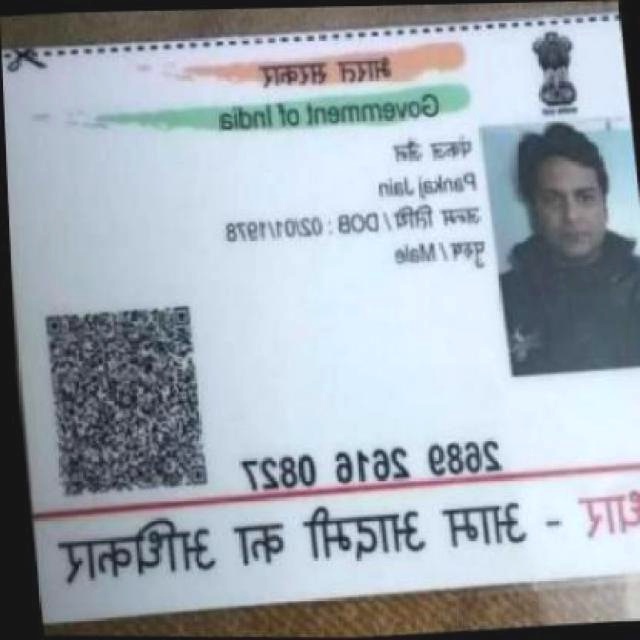 भारत सरकार
Government of India
पंकज जैन
Pankaj Jain
जन्म तिथि / DOB : 02/01/1978
पुरुष / Male
2689 2616 0827
- आम आदमी का अधिकार